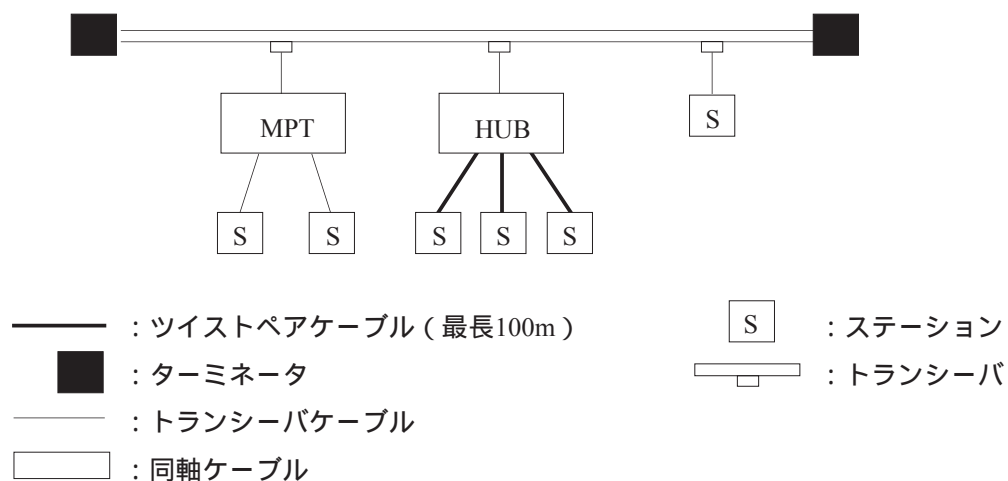 MPT
HUB
S
S
S
S
S
S
：ツイストペアケーブル（最長100m）
：ターミネータ
：トランシーバケーブル
：同軸ケーブル
S
：ステーション
：トランシーバ